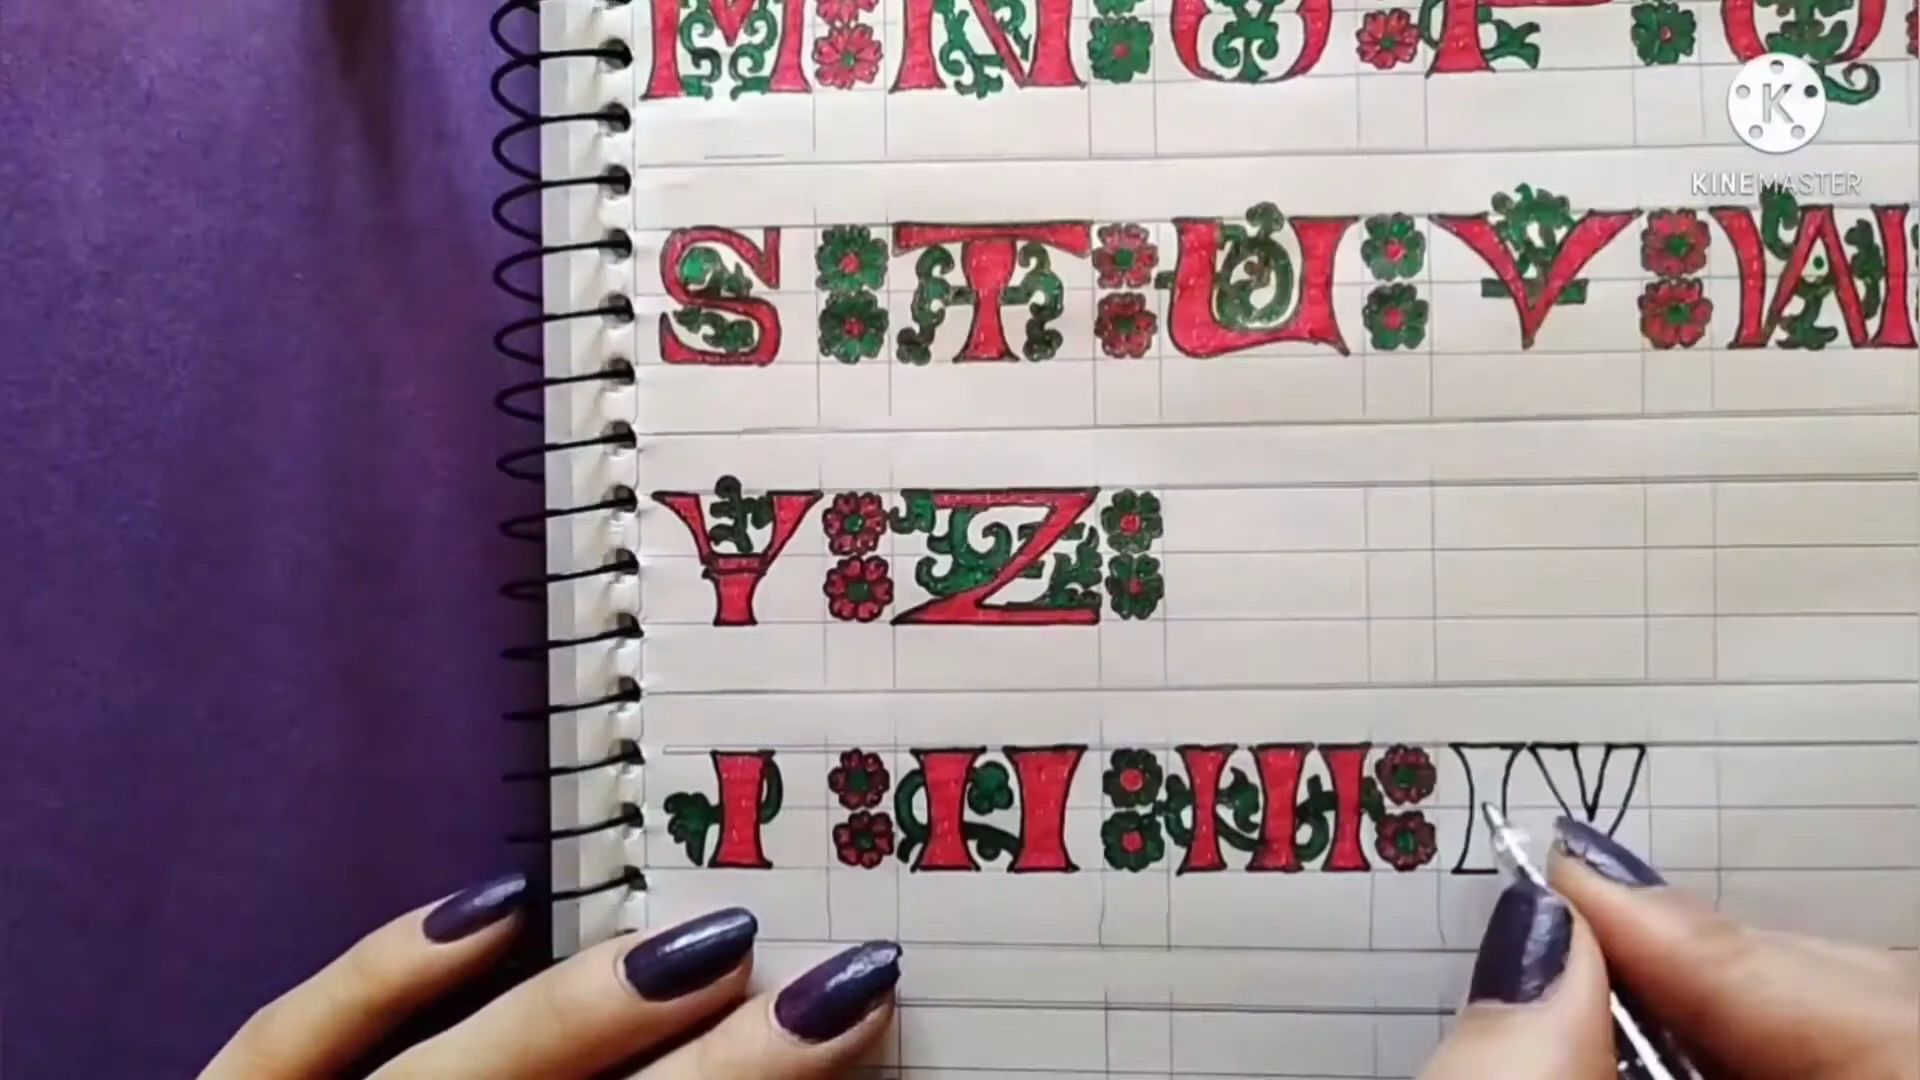 M N O P Q
K
KINEMASTER
S T U V W
Y Z
I II III IV